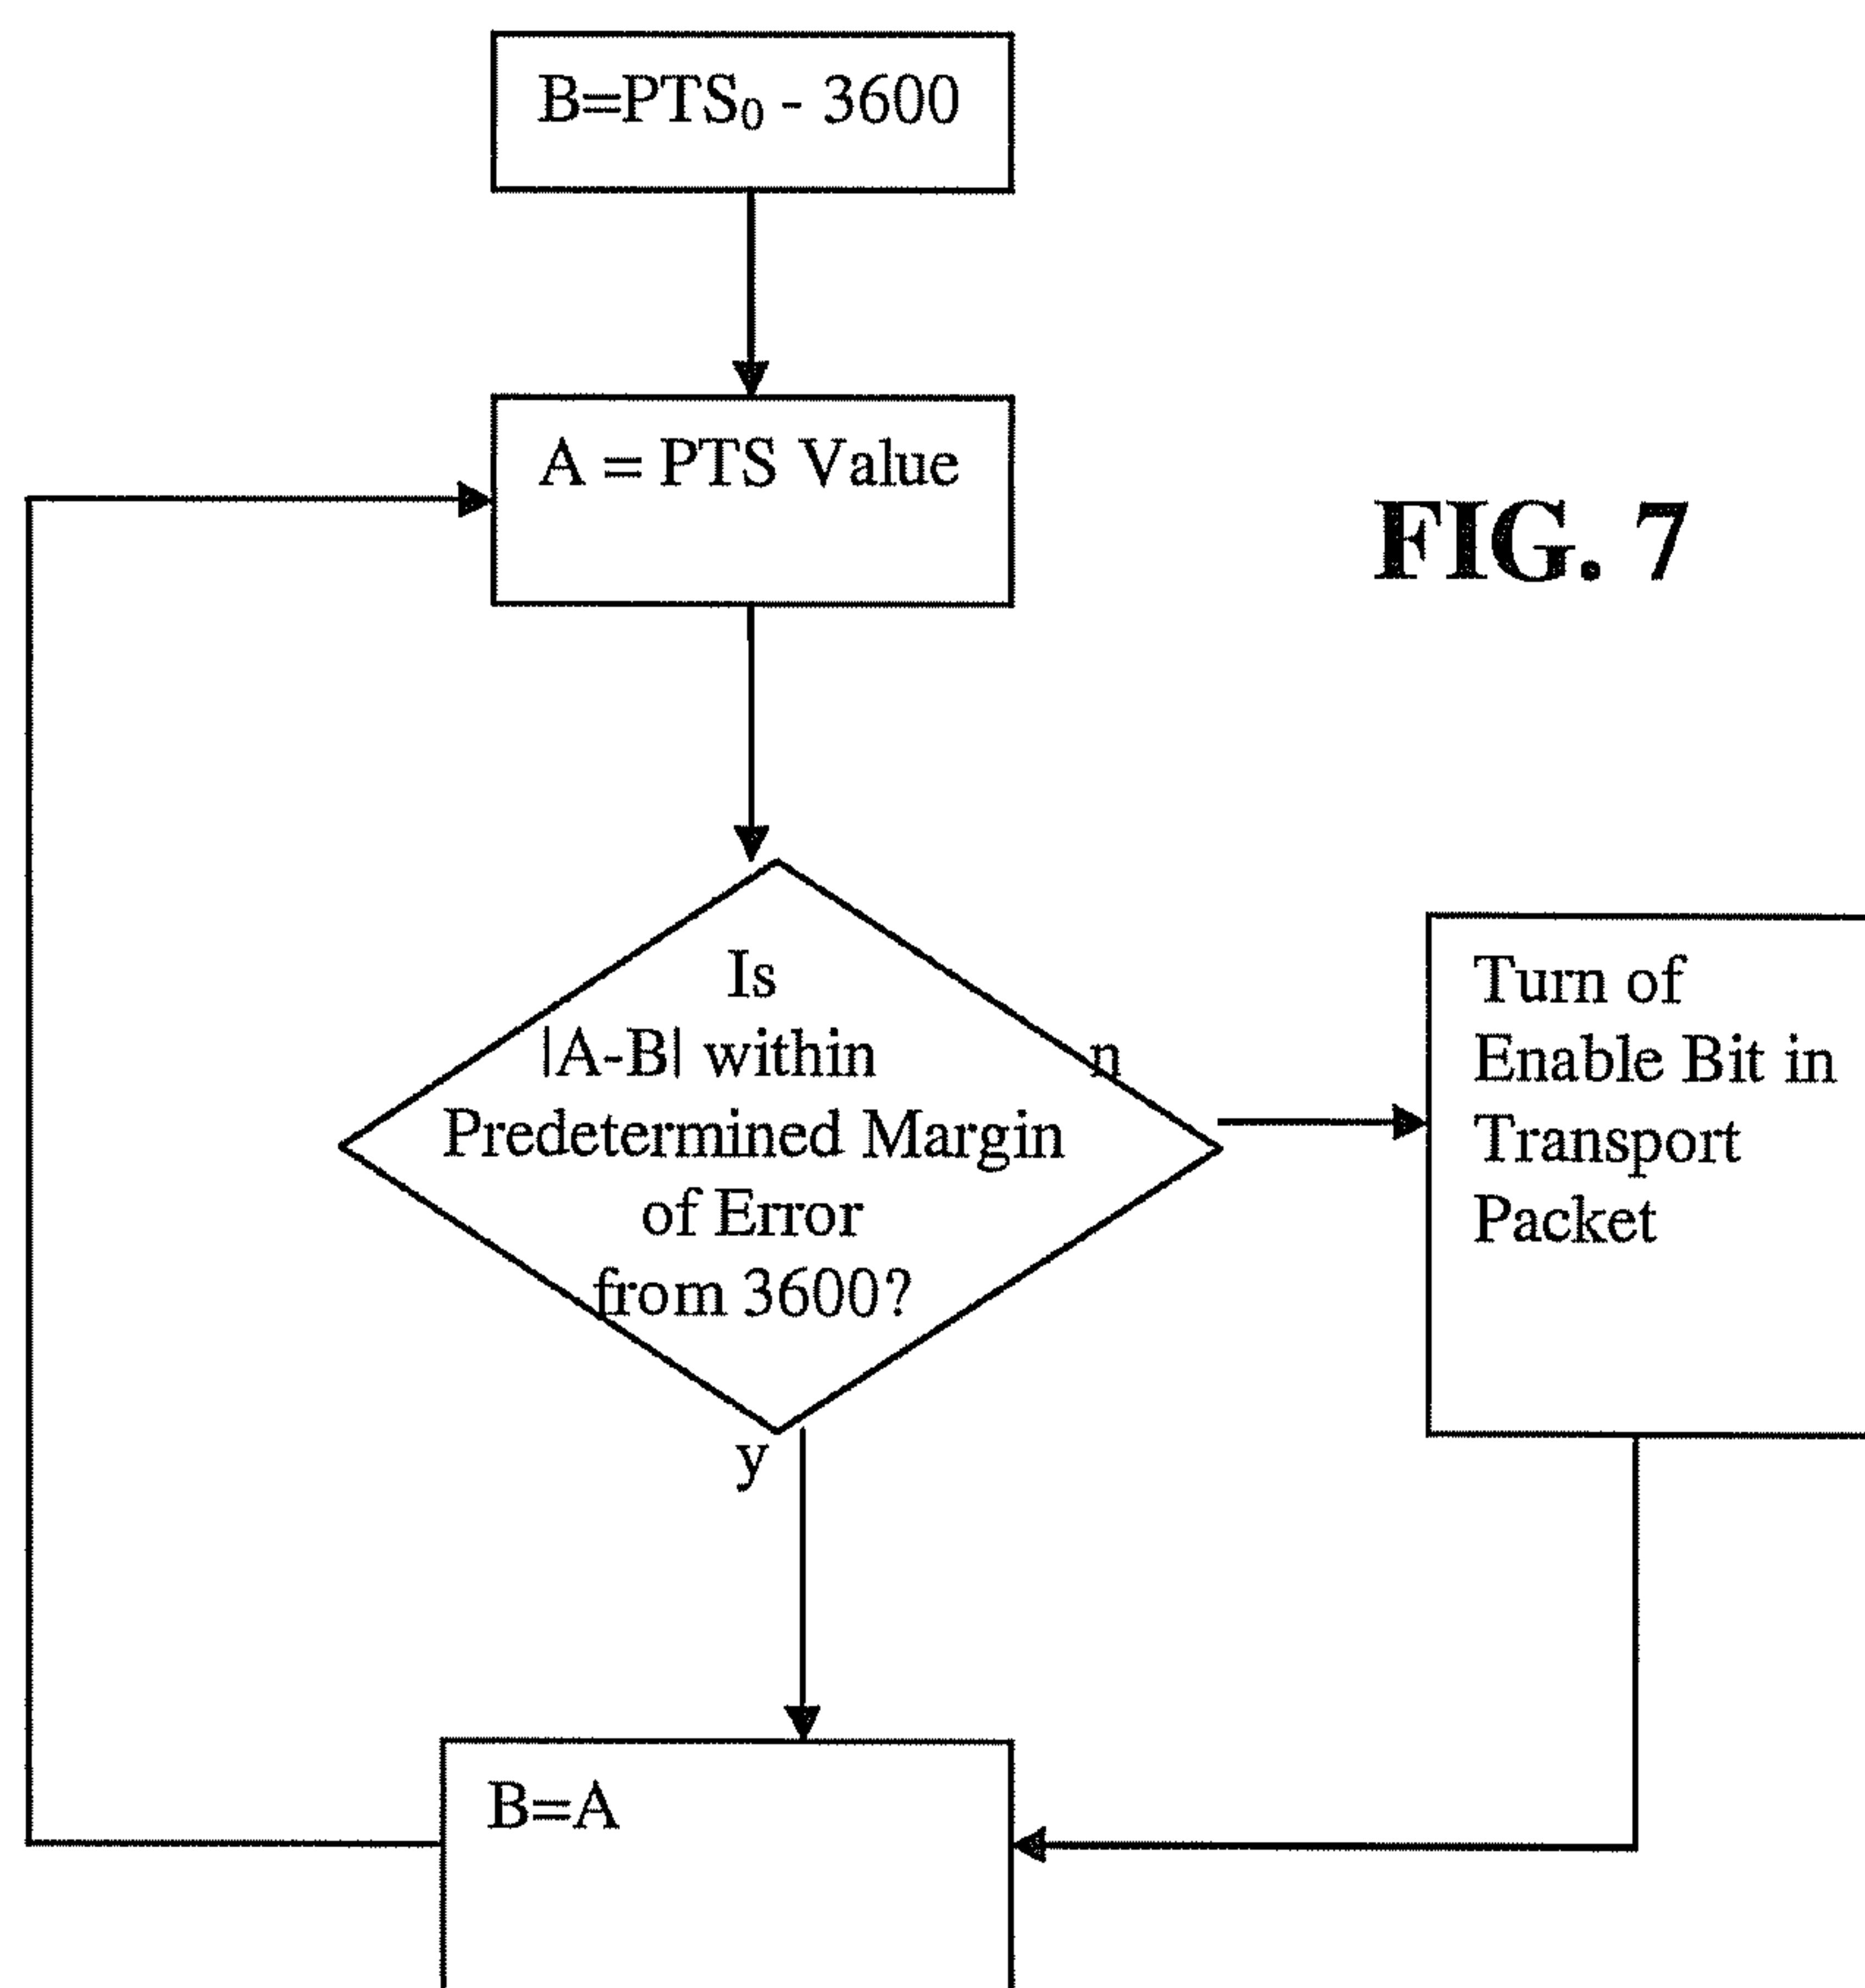 B=PTS₀ - 3600
A = PTS Value
FIG. 7
Is
|A-B| within
Predetermined Margin
of Error
from 3600?
n
Turn of
Enable Bit in
Transport
Packet
y
B=A